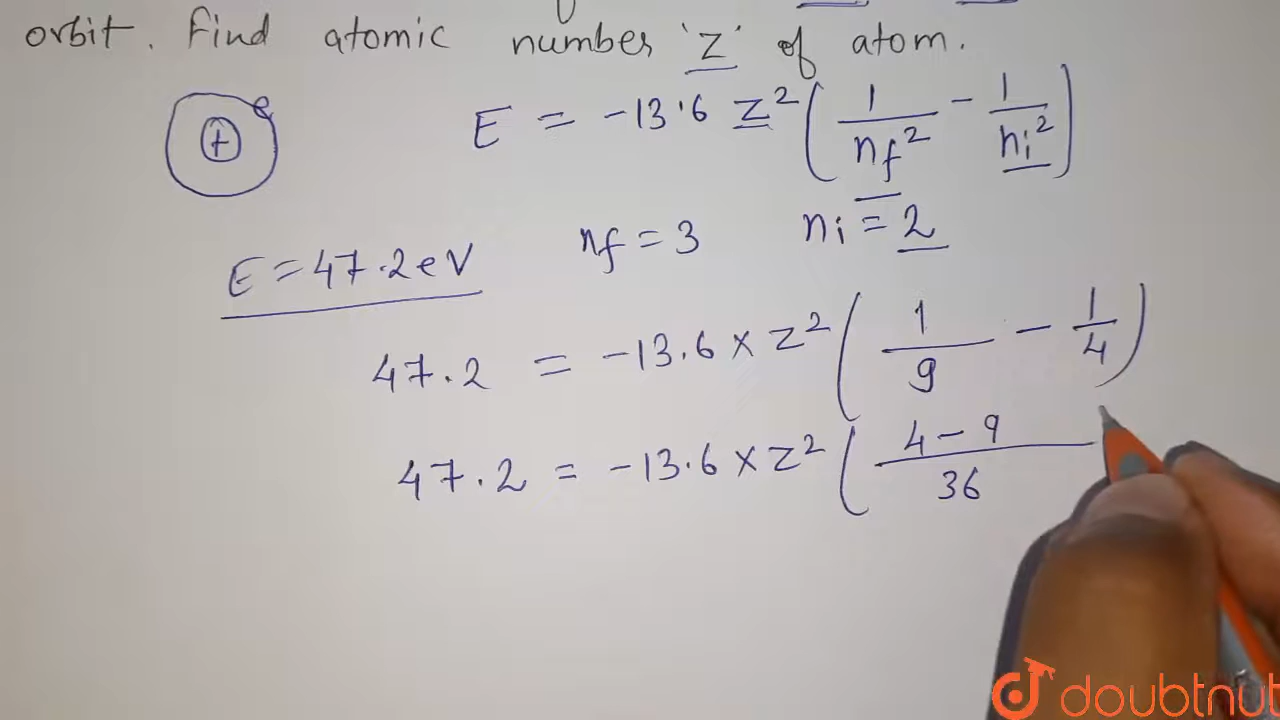 orbit. Find atomic number 'Z' of atom.
+ e
E = -13.6 Z² (1/nf² - 1/ni²)
E = 47.2 eV nf = 3 ni = 2
47.2 = -13.6 × Z² (1/9 - 1/4)
47.2 = -13.6 × Z² (4 - 9/36
doubtnut